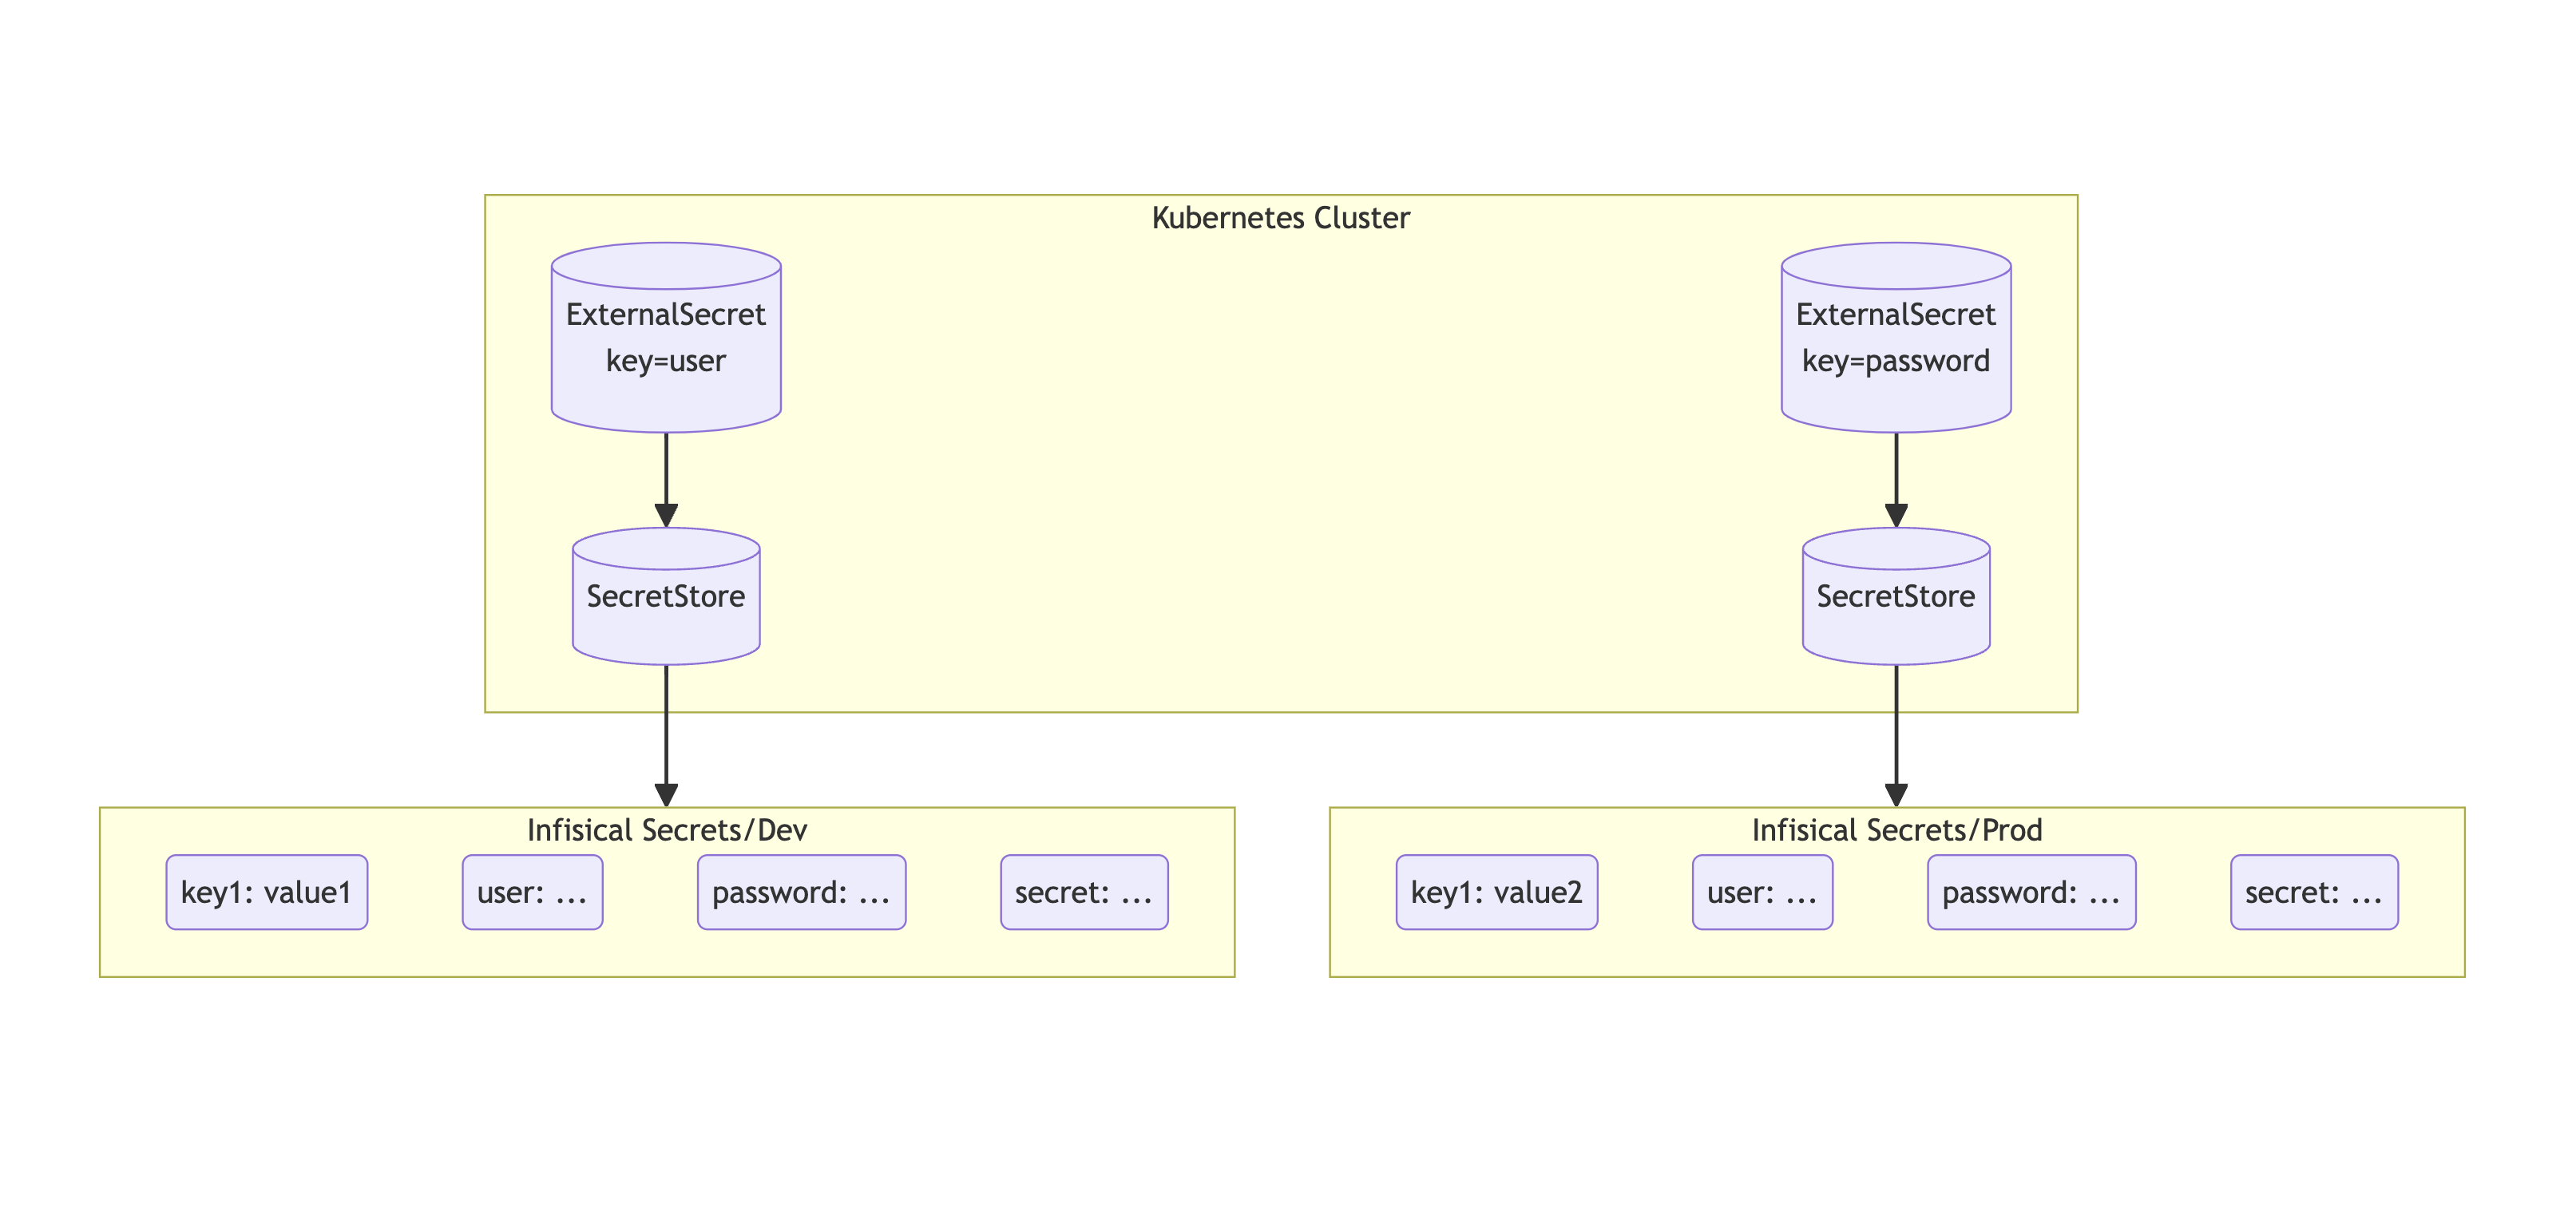 Kubernetes Cluster
ExternalSecret
key=user
ExternalSecret
key=password
SecretStore
SecretStore
Infisical Secrets/Dev
key1: value1
user: ...
password: ...
secret: ...
Infisical Secrets/Prod
key1: value2
user: ...
password: ...
secret: ...